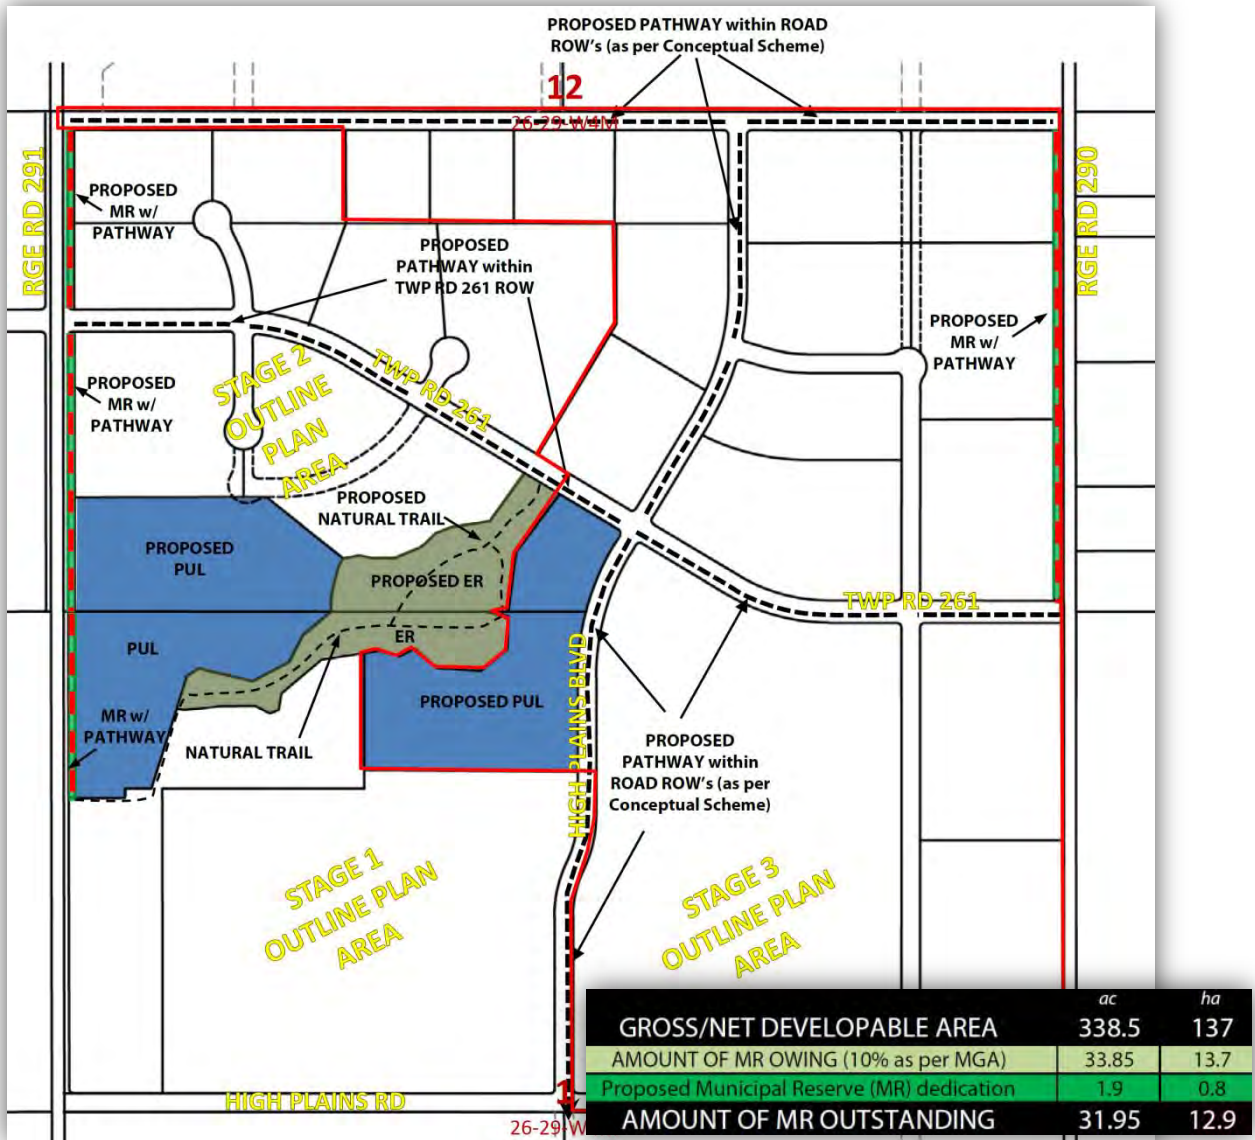 PROPOSED PATHWAY within ROAD
ROW's (as per Conceptual Scheme)
12
26-29-W4M
RGE RD 291
RGE RD 290
PROPOSED
MR w/
PATHWAY
PROPOSED
PATHWAY within
TWP RD 261 ROW
PROPOSED
MR w/
PATHWAY
PROPOSED
MR w/
PATHWAY
STAGE 2
OUTLINE
PLAN
AREA
TWP RD 261
PROPOSED
NATURAL TRAIL
PROPOSED
PUL
PROPOSED ER
TWP RD 261
ER
PUL
PROPOSED PUL
HIGH PLAINS BLVD
MR w/
PATHWAY
NATURAL TRAIL
PROPOSED
PATHWAY within
ROAD ROW's (as per
Conceptual Scheme)
STAGE 1
OUTLINE PLAN
AREA
STAGE 3
OUTLINE PLAN
AREA
HIGH PLAINS RD
1
26-29-W
ac ha
GROSS/NET DEVELOPABLE AREA 338.5 137
AMOUNT OF MR OWING (10% as per MGA) 33.85 13.7
Proposed Municipal Reserve (MR) dedication 1.9 0.8
AMOUNT OF MR OUTSTANDING 31.95 12.9